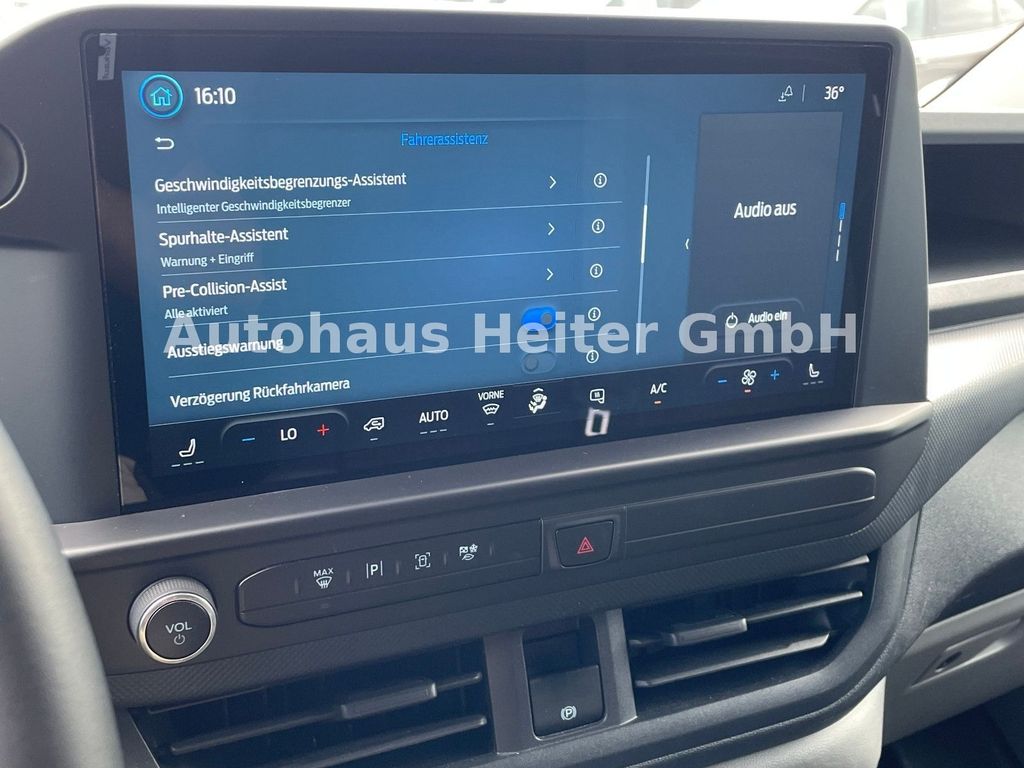 16:10
36°
Fahrerassistenz
Geschwindigkeitsbegrenzungs-Assistent
Intelligenter Geschwindigkeitsbegrenzer
Spurhalte-Assistent
Warnung + Eingriff
Pre-Collision-Assist
Alle aktiviert
Ausstiegswarnung
Verzögerung Rückfahrkamera
Audio aus
Audio ein
Autohaus Heiter GmbH
LO
AUTO
VORNE
A/C
MAX
P
VOL
P